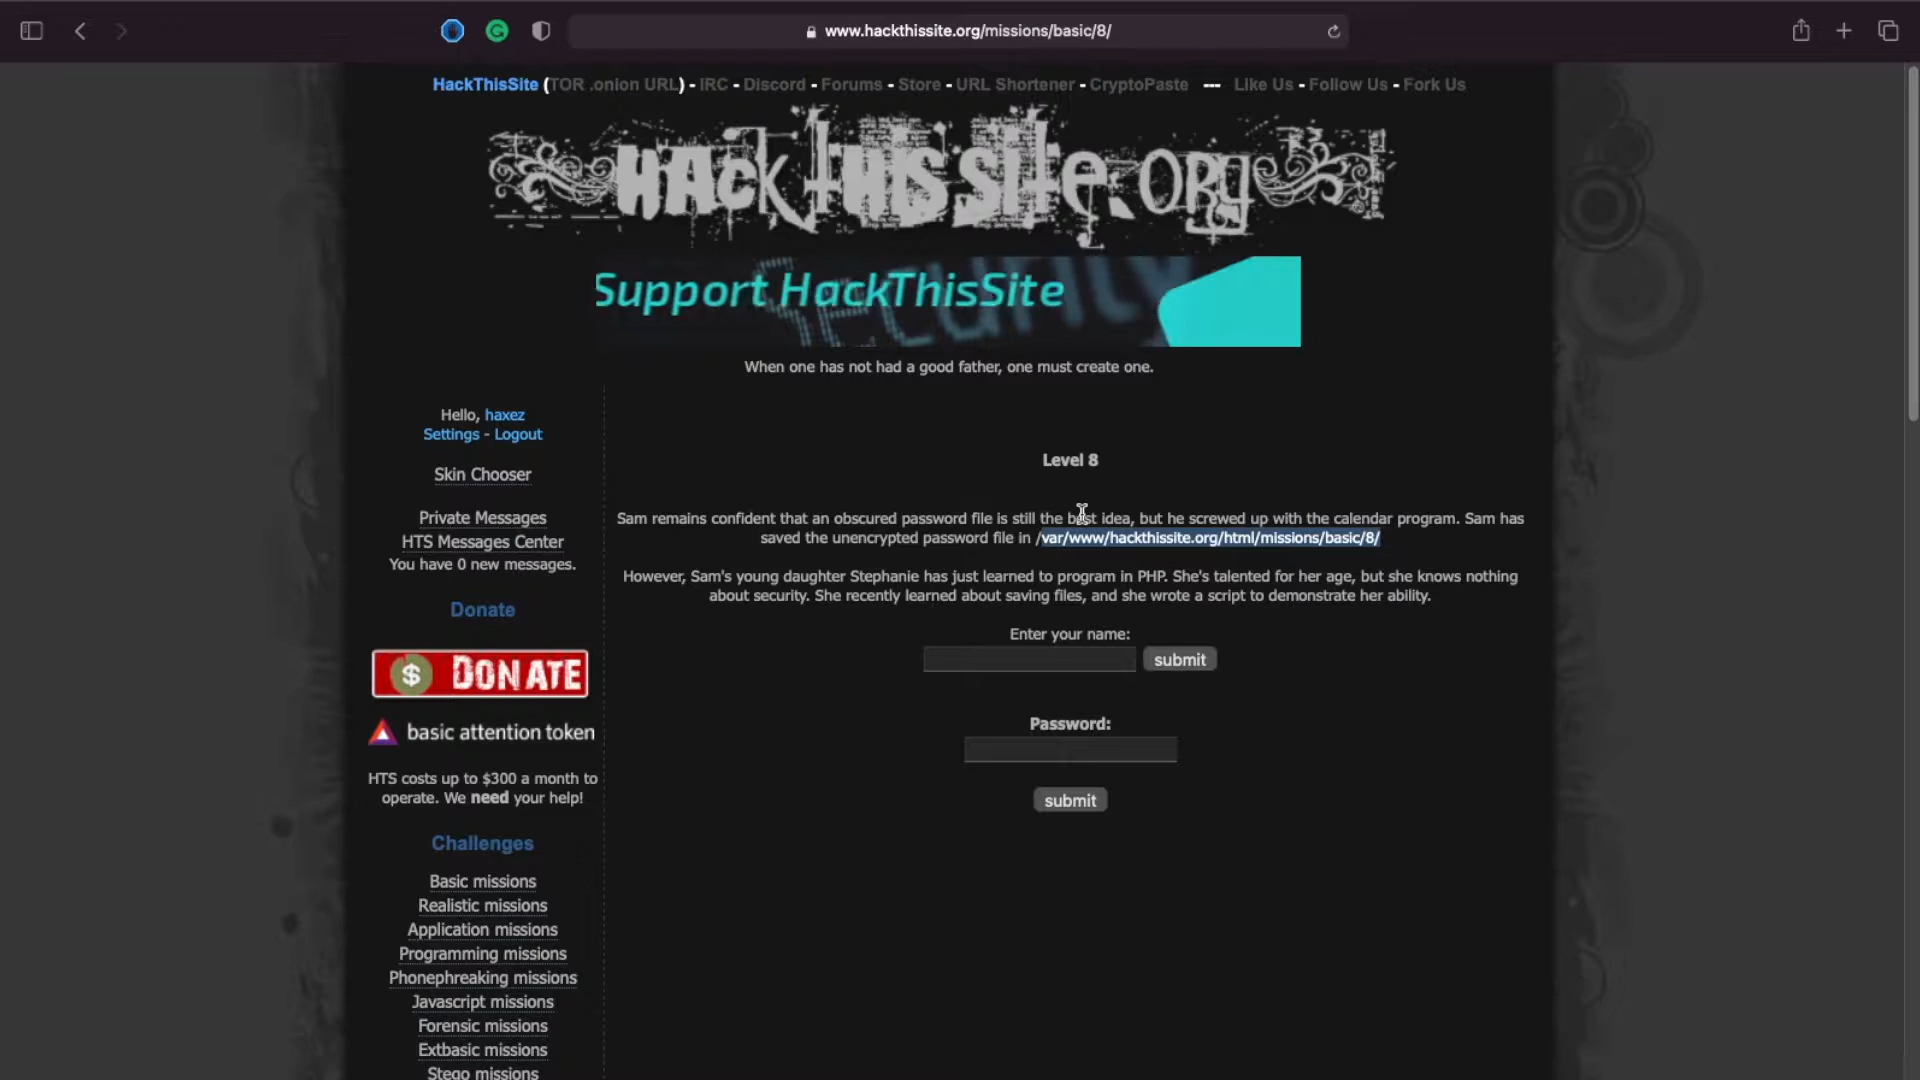 www.hackthissite.org/missions/basic/8/
HackThisSite (TOR .onion URL) - IRC - Discord - Forums - Store - URL Shortener - CryptoPaste --- Like Us - Follow Us - Fork Us
HACK THIS SITE.ORG
Support HackThisSite
Security
When one has not had a good father, one must create one.
Hello, haxez
Settings - Logout
Skin Chooser
Private Messages
HTS Messages Center
You have 0 new messages.
Donate
$ DONATE
basic attention token
HTS costs up to $300 a month to
operate. We need your help!
Challenges
Basic missions
Realistic missions
Application missions
Programming missions
Phonephreaking missions
Javascript missions
Forensic missions
Extbasic missions
Stego missions
Level 8
Sam remains confident that an obscured password file is still the best idea, but he screwed up with the calendar program. Sam has
saved the unencrypted password file in /var/www/hackthissite.org/html/missions/basic/8/
However, Sam's young daughter Stephanie has just learned to program in PHP. She's talented for her age, but she knows nothing
about security. She recently learned about saving files, and she wrote a script to demonstrate her ability.
Enter your name:
submit
Password:
submit